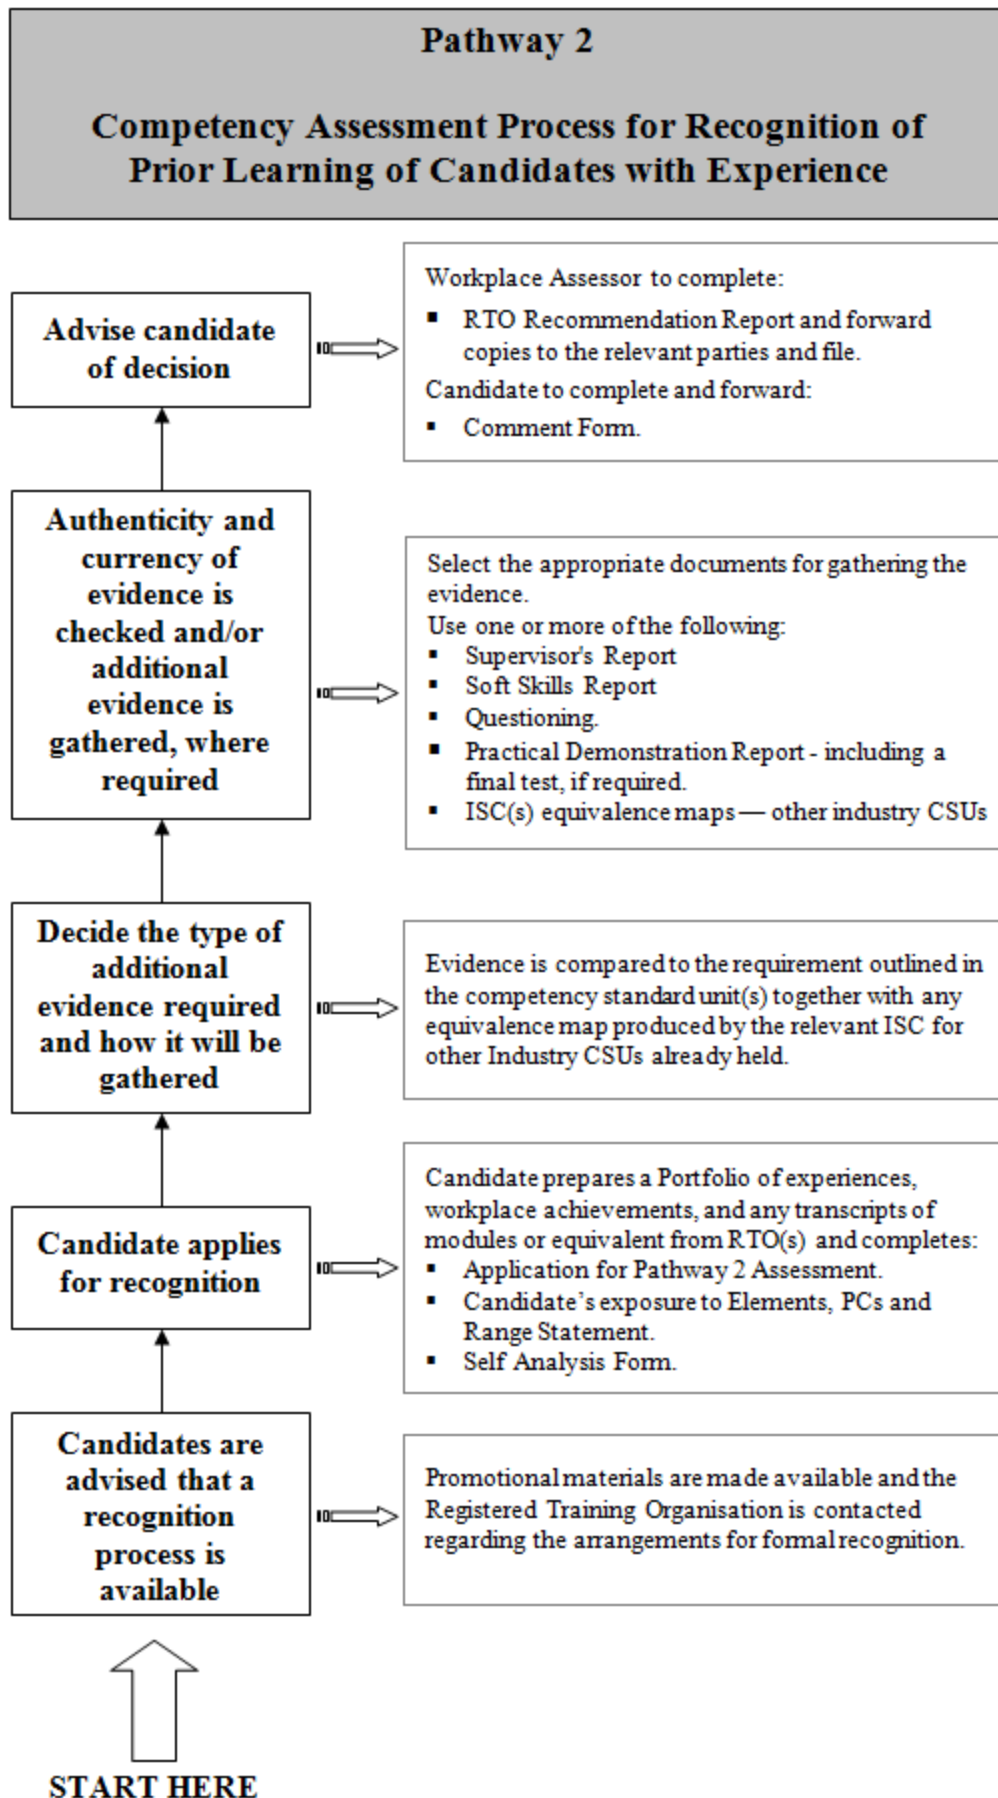 Pathway 2
Competency Assessment Process for Recognition of
Prior Learning of Candidates with Experience
Advise candidate
of decision
Workplace Assessor to complete:
▪ RTO Recommendation Report and forward
copies to the relevant parties and file.
Candidate to complete and forward:
▪ Comment Form.
Authenticity and
currency of
evidence is
checked and/or
additional
evidence is
gathered, where
required
Select the appropriate documents for gathering the
evidence.
Use one or more of the following:
▪ Supervisor's Report
▪ Soft Skills Report
▪ Questioning.
▪ Practical Demonstration Report - including a
final test, if required.
▪ ISC(s) equivalence maps — other industry CSUs
Decide the type of
additional
evidence required
and how it will be
gathered
Evidence is compared to the requirement outlined in
the competency standard unit(s) together with any
equivalence map produced by the relevant ISC for
other Industry CSUs already held.
Candidate applies
for recognition
Candidate prepares a Portfolio of experiences,
workplace achievements, and any transcripts of
modules or equivalent from RTO(s) and completes:
▪ Application for Pathway 2 Assessment.
▪ Candidate’s exposure to Elements, PCs and
Range Statement.
▪ Self Analysis Form.
Candidates are
advised that a
recognition
process is
available
Promotional materials are made available and the
Registered Training Organisation is contacted
regarding the arrangements for formal recognition.
START HERE